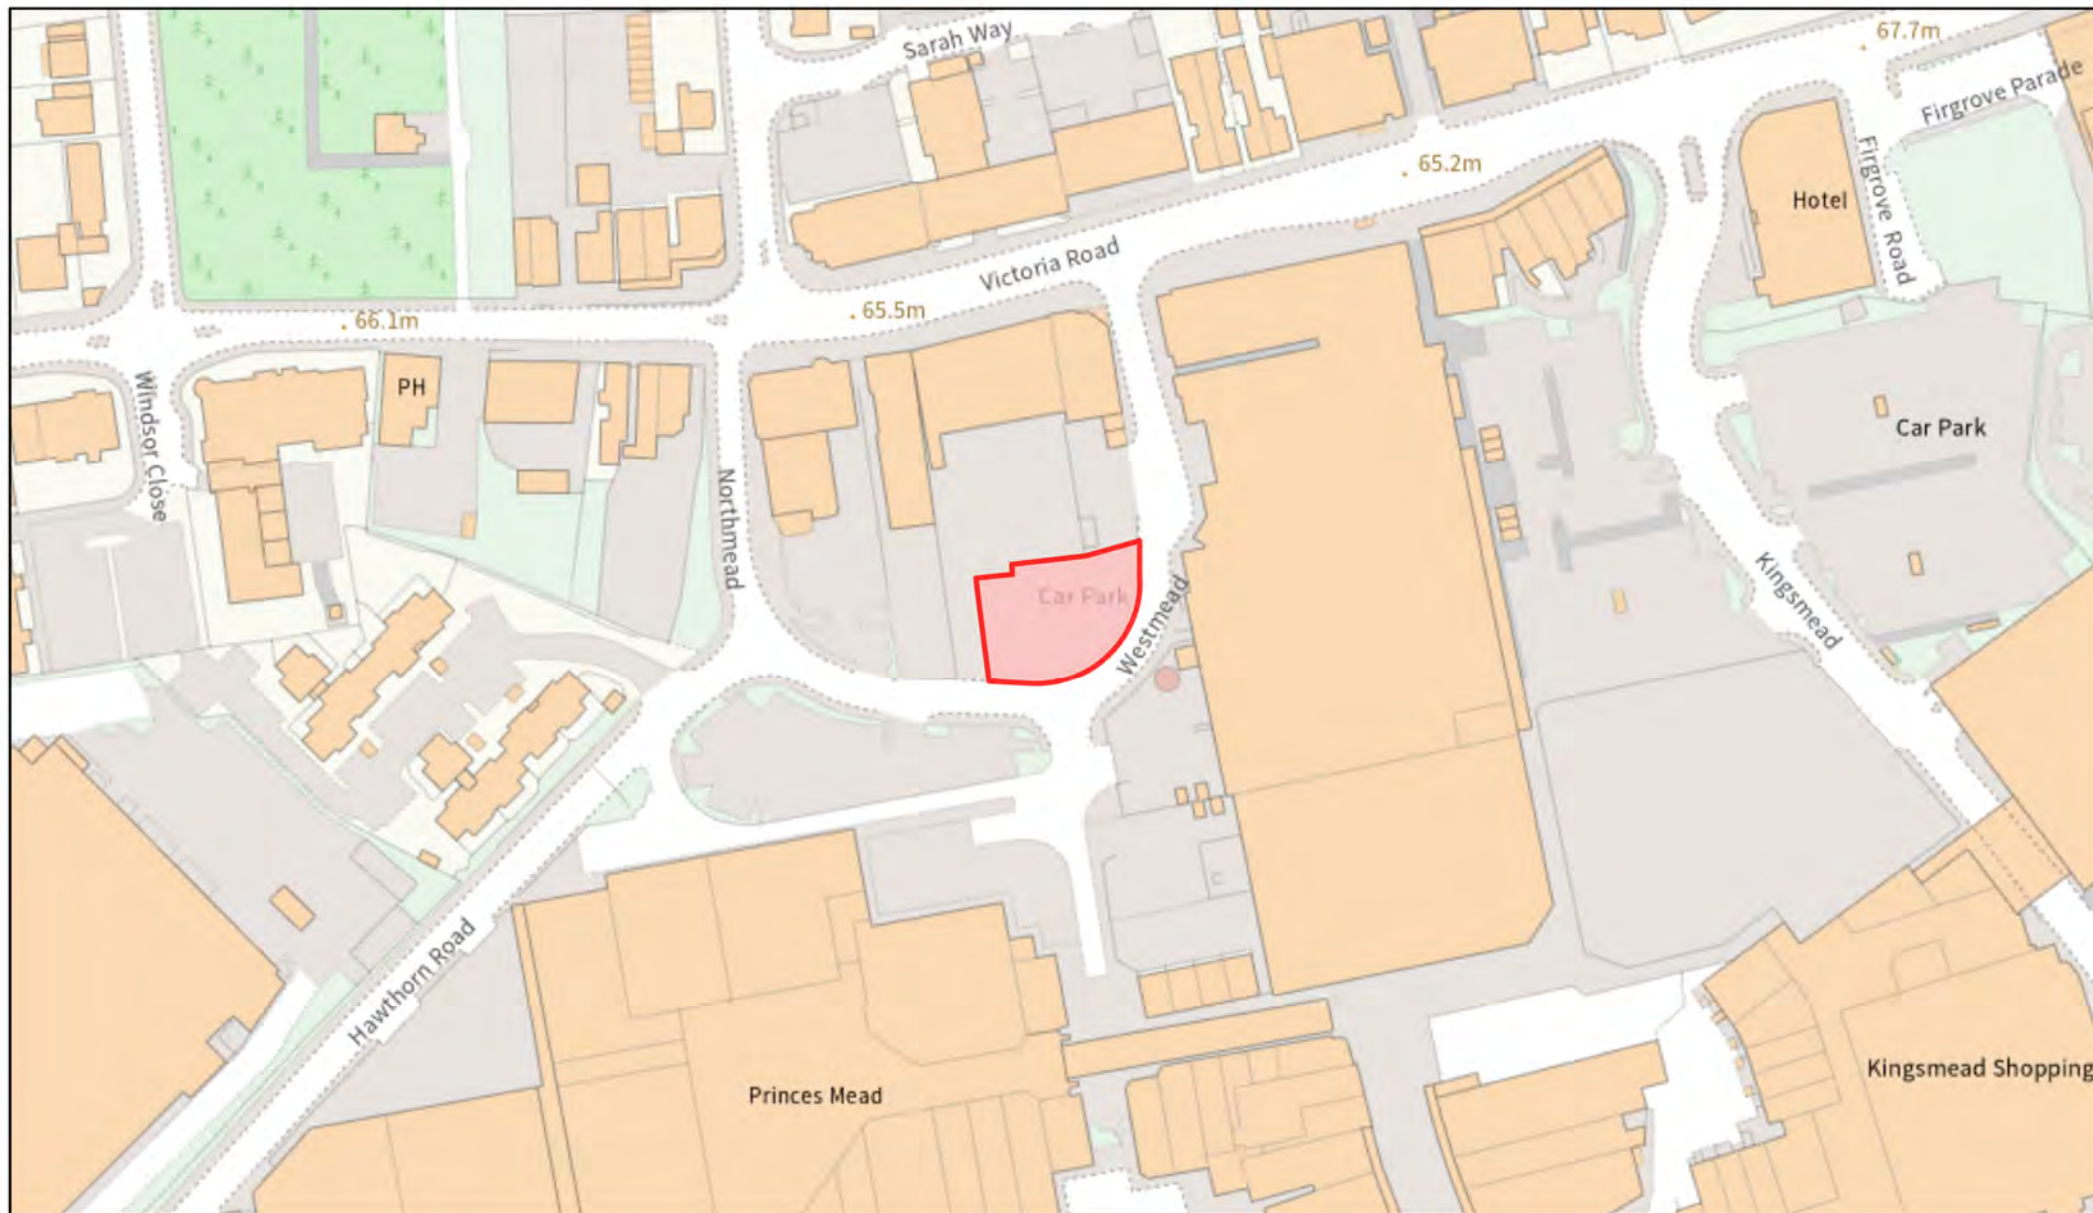 Sarah Way
67.7m
Firgrove Parade
65.2m
Hotel
Firgrove Road
Victoria Road
65.5m
66.1m
PH
Windsor Close
Northmead
Car Park
Car Park
Westmead
Kingsmead
Hawthorn Road
Princes Mead
Kingsmead Shopping